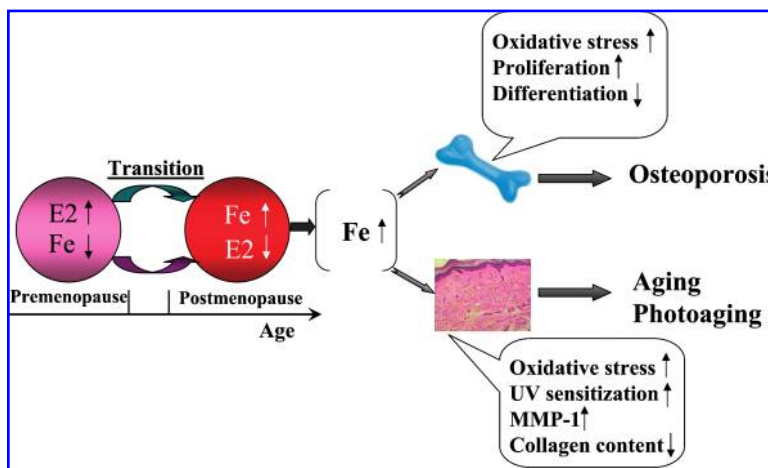 Oxidative stress ↑
Proliferation ↑
Differentiation ↓
Transition
E2 ↑
Fe ↓
Fe ↑
E2 ↓
Fe ↑
Osteoporosis
Premenopause
Postmenopause
Age
Aging
Photoaging
Oxidative stress ↑
UV sensitization ↑
MMP-1 ↑
Collagen content ↓